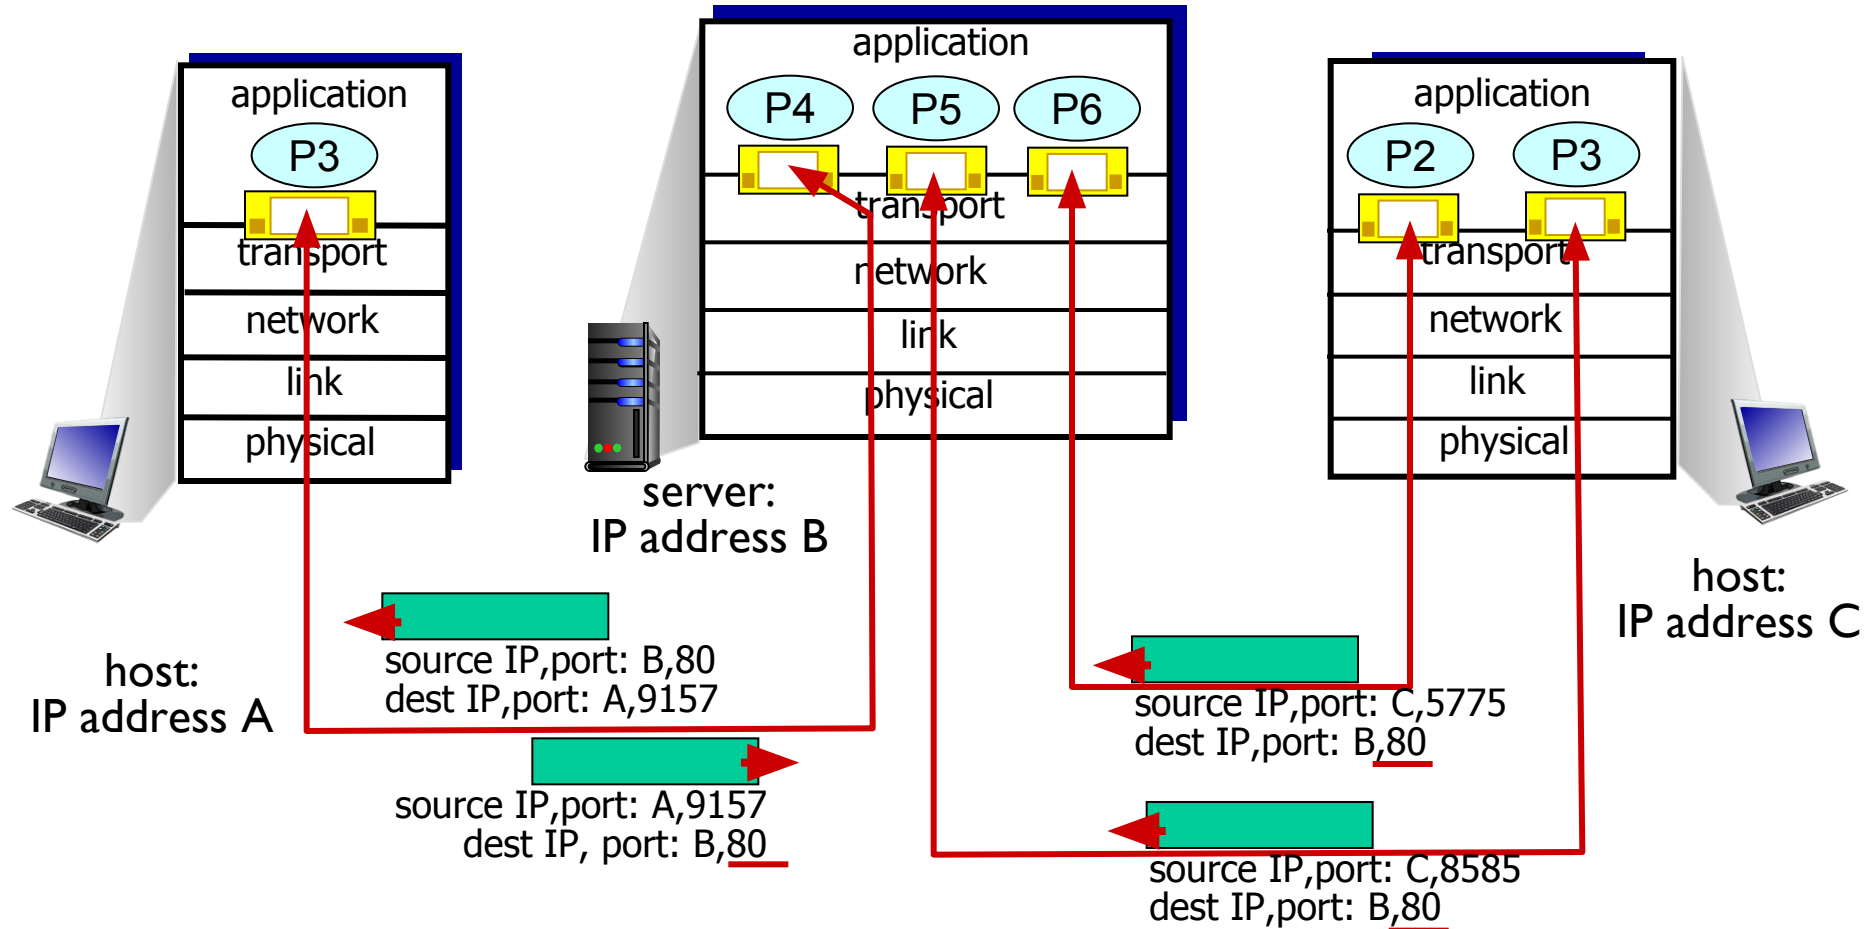 application
P3
transport
network
link
physical
host:
IP address A
application
P4 P5 P6
transport
network
link
physical
server:
IP address B
application
P2 P3
transport
network
link
physical
host:
IP address C
source IP,port: B,80
dest IP,port: A,9157
source IP,port: A,9157
dest IP, port: B,80
source IP,port: C,5775
dest IP,port: B,80
source IP,port: C,8585
dest IP,port: B,80